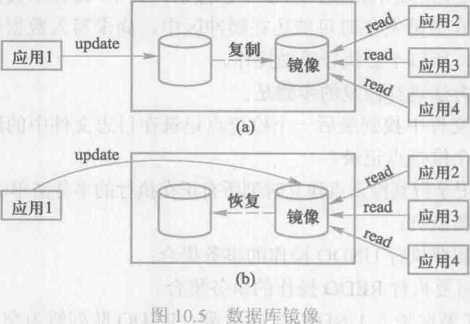 应用1
update
复制
镜像
read
应用2
read
应用3
read
应用4
(a)
update
应用1
恢复
镜像
read
应用2
read
应用3
read
应用4
(b)
图 10.5 数据库镜像